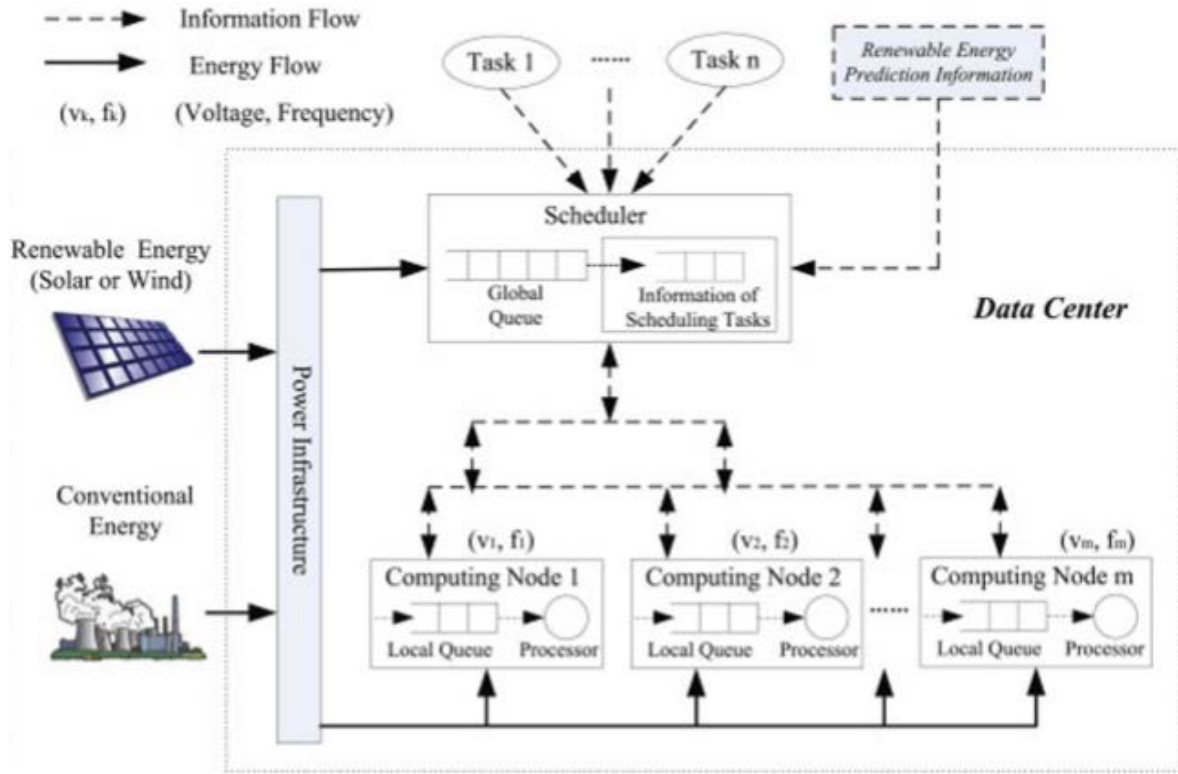 Information Flow
Energy Flow
(vₖ, fₖ) (Voltage, Frequency)
Task 1
......
Task n
Renewable Energy
Prediction Information
Scheduler
Global
Queue
Information of
Scheduling Tasks
Renewable Energy
(Solar or Wind)
Data Center
Power Infrastructure
Conventional
Energy
(v₁, f₁)
(v₂, f₂)
(vₘ, fₘ)
Computing Node 1
Local Queue
Processor
Computing Node 2
Local Queue
Processor
......
Computing Node m
Local Queue
Processor